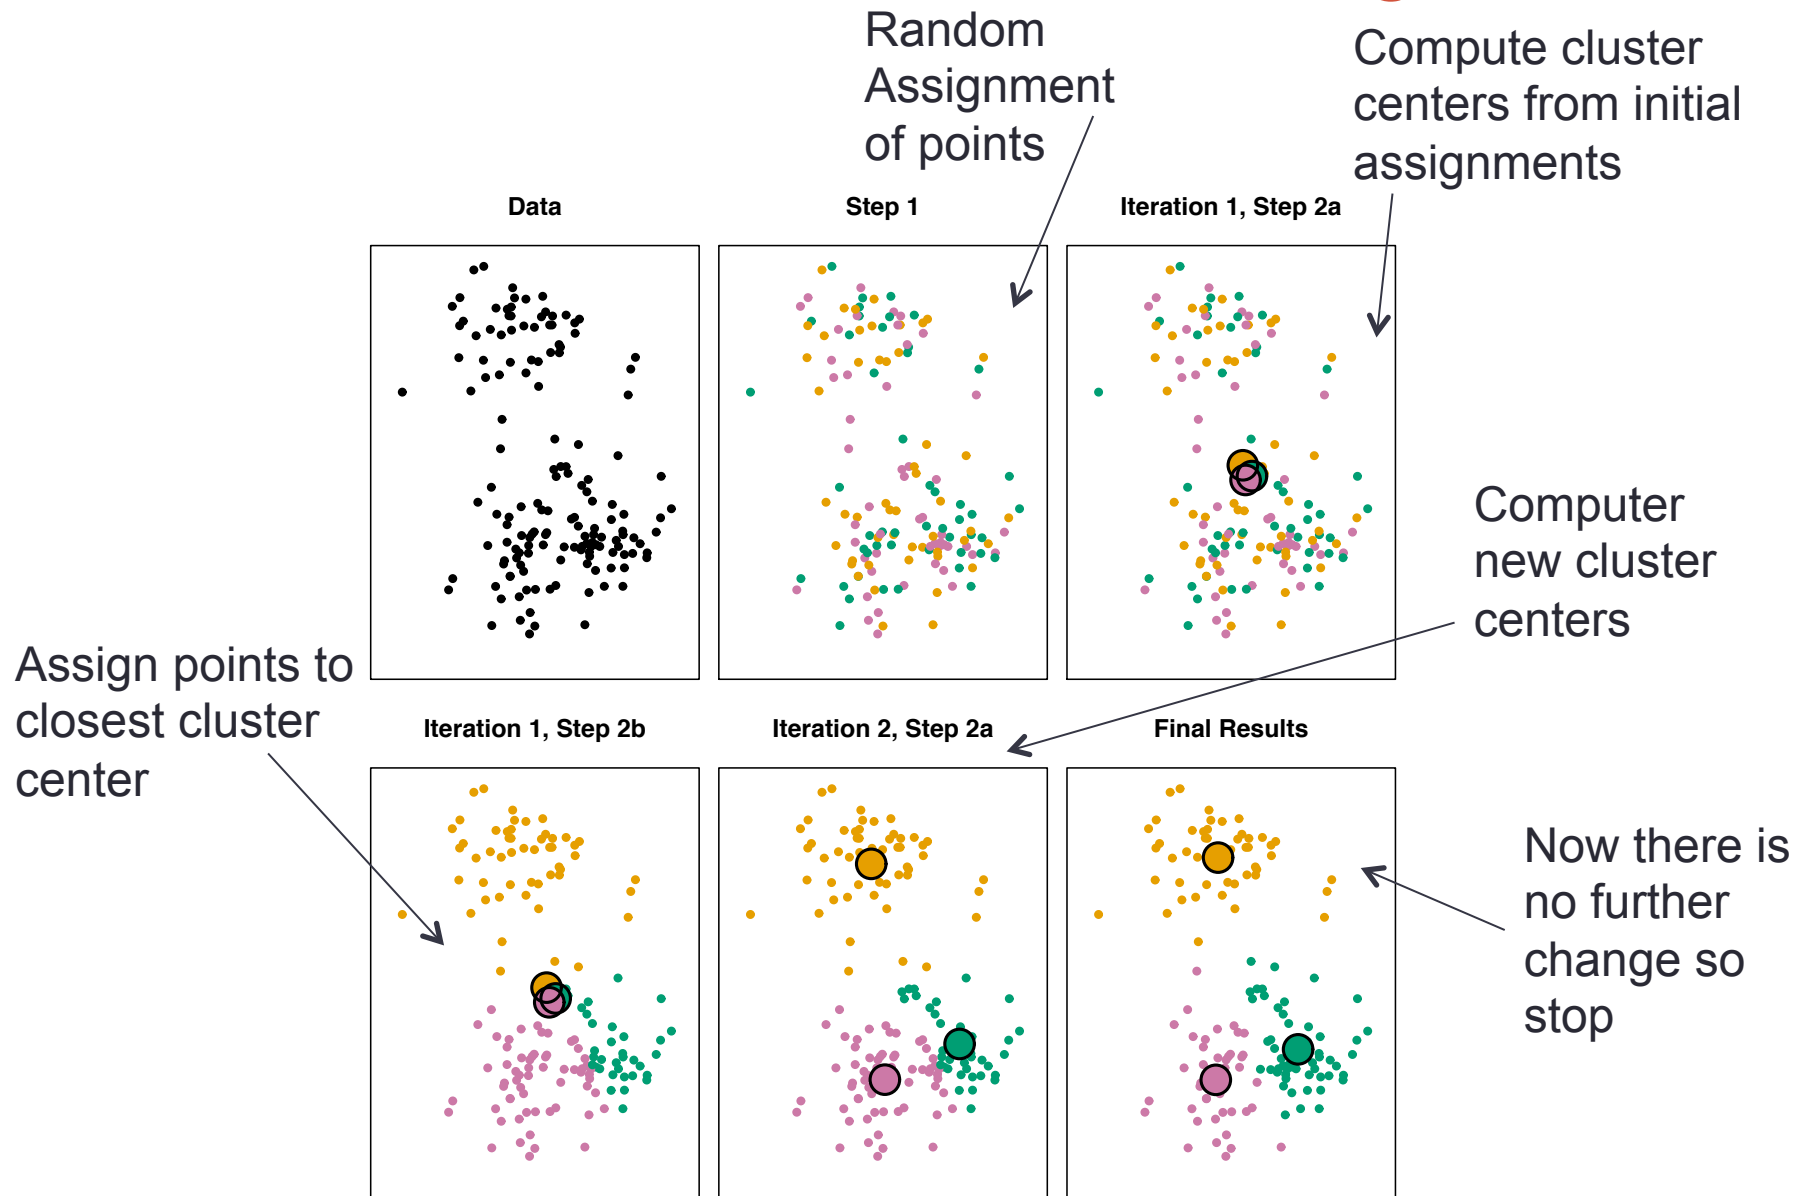 Random
Assignment
of points
Compute cluster
centers from initial
assignments
Data
Step 1
Iteration 1, Step 2a
Computer
new cluster
centers
Assign points to
closest cluster
center
Iteration 1, Step 2b
Iteration 2, Step 2a
Final Results
Now there is
no further
change so
stop